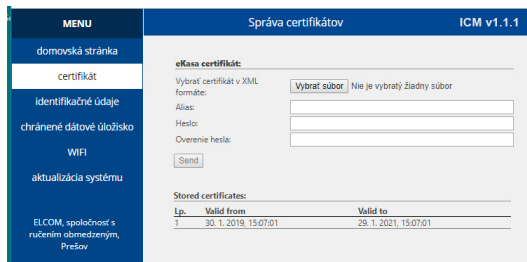 MENU
Správa certifikátov
ICM v1.1.1
domovská stránka
certifikát
identifikačné údaje
chránené dátové úložisko
WIFI
aktualizácia systému
ELCOM, spoločnosť s
ručením obmedzeným,
Prešov
eKasa certifikát:
Vybrať certifikát v XML
formáte:
Vybrať súbor Nie je vybratý žiadny súbor
Alias:
Heslo:
Overenie hesla:
Send
Stored certificates:
Lp. Valid from Valid to
1 30. 1. 2019, 15:07:01 29. 1. 2021, 15:07:01